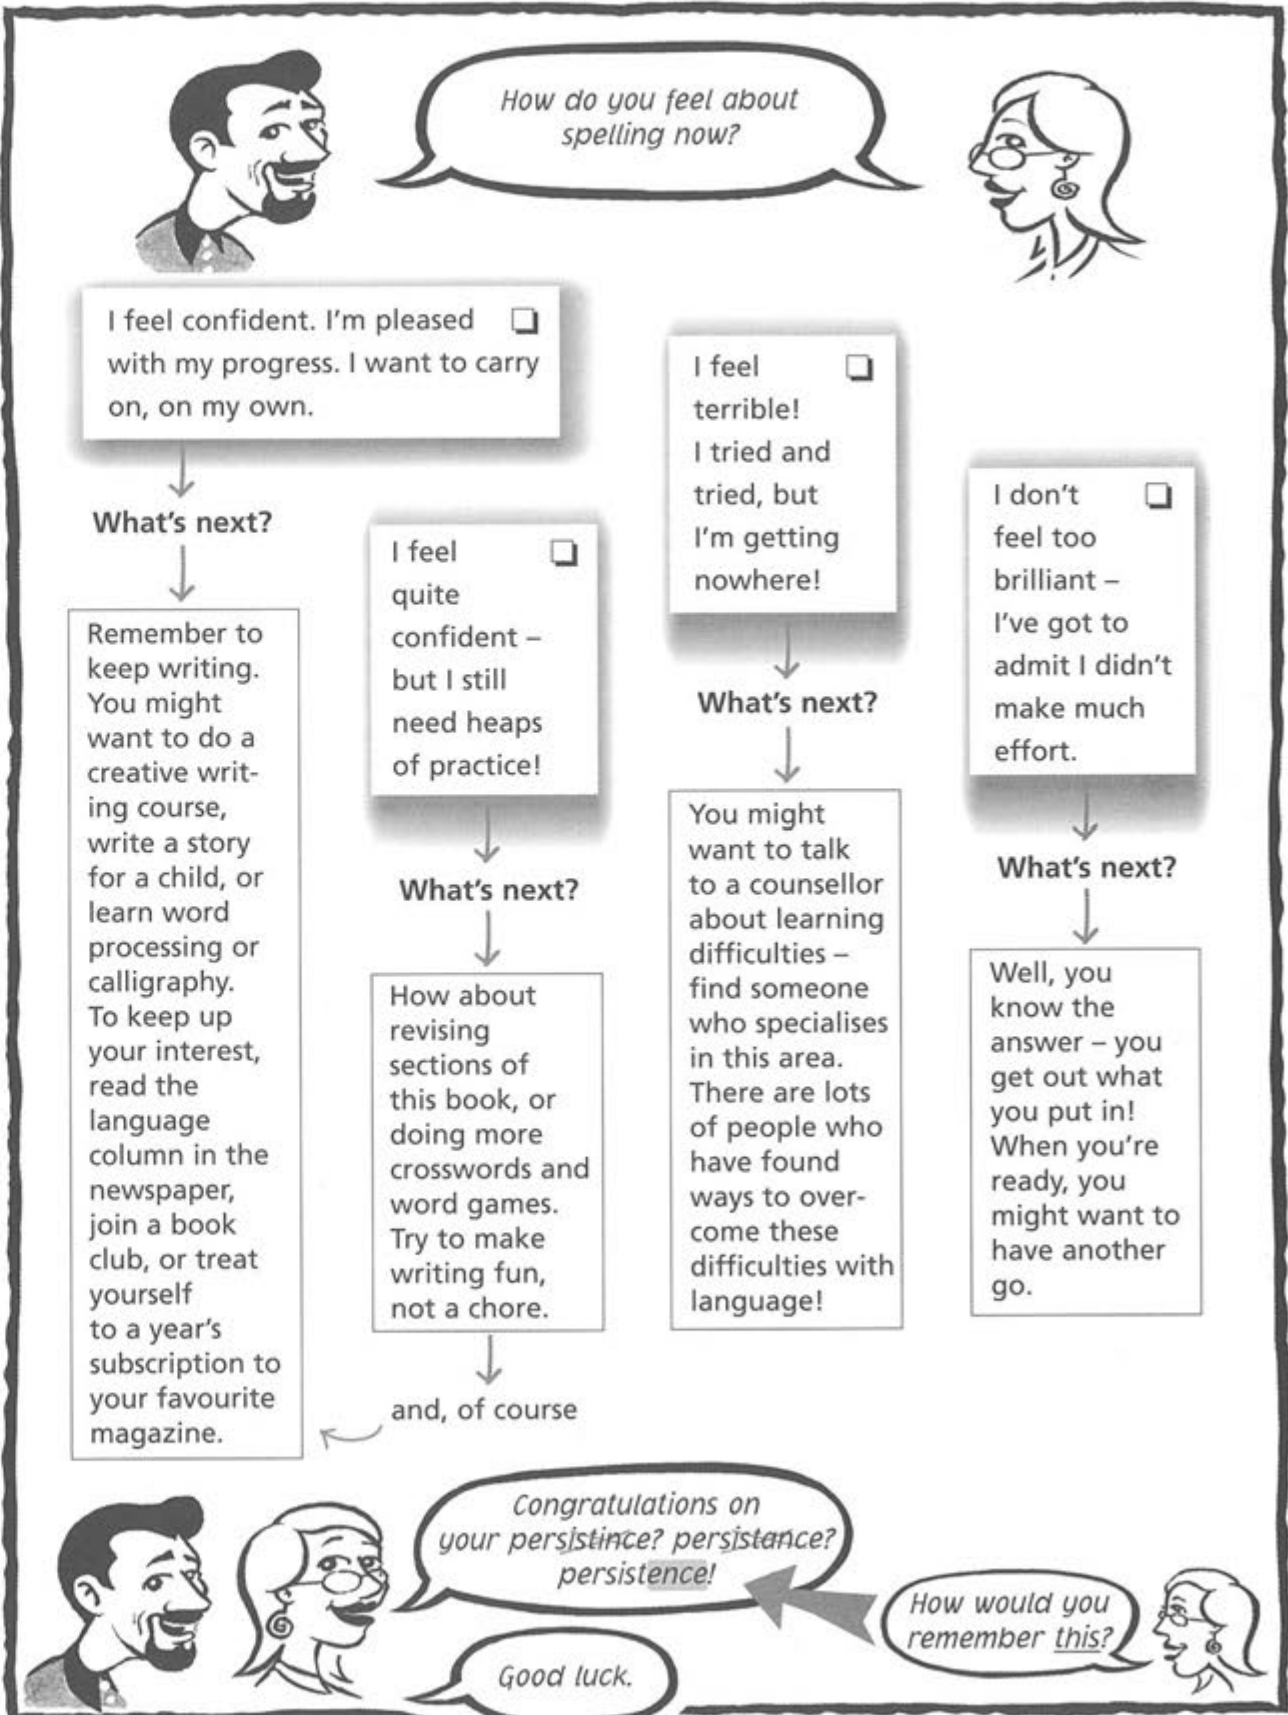 How do you feel about
spelling now?
I feel confident. I'm pleased
with my progress. I want to carry
on, on my own.
What's next?
Remember to
keep writing.
You might
want to do a
creative writ-
ing course,
write a story
for a child, or
learn word
processing or
calligraphy.
To keep up
your interest,
read the
language
column in the
newspaper,
join a book
club, or treat
yourself
to a year's
subscription to
your favourite
magazine.
I feel
quite
confident –
but I still
need heaps
of practice!
What's next?
How about
revising
sections of
this book, or
doing more
crosswords and
word games.
Try to make
writing fun,
not a chore.
and, of course
I feel
terrible!
I tried and
tried, but
I'm getting
nowhere!
What's next?
You might
want to talk
to a counsellor
about learning
difficulties –
find someone
who specialises
in this area.
There are lots
of people who
have found
ways to over-
come these
difficulties with
language!
I don't
feel too
brilliant –
I've got to
admit I didn't
make much
effort.
What's next?
Well, you
know the
answer – you
get out what
you put in!
When you're
ready, you
might want to
have another
go.
Congratulations on
your persistince? persistance?
persistence!
How would you
remember this?
Good luck.